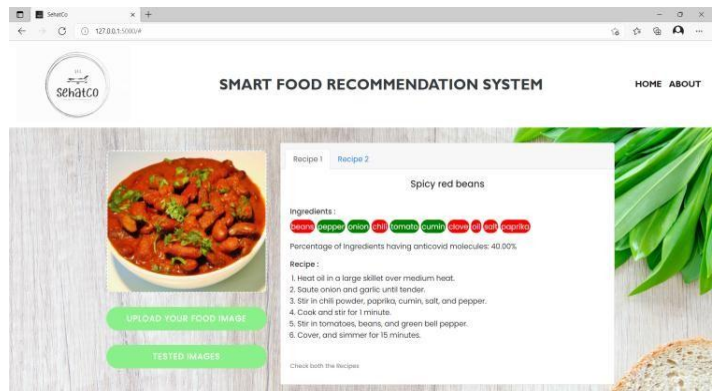 SehatCo
127.0.0.1:5000/#
sehatco
SMART FOOD RECOMMENDATION SYSTEM
HOME ABOUT
Recipe 1 Recipe 2
Spicy red beans
Ingredients :
beans pepper onion chili tomato cumin clove oil salt paprika
Percentage of Ingredients having anticovid molecules: 40.00%
Recipe :
1. Heat oil in a large skillet over medium heat.
2. Saute onion and garlic until tender.
3. Stir in chili powder, paprika, cumin, salt, and pepper.
4. Cook and stir for 1 minute.
5. Stir in tomatoes, beans, and green bell pepper.
6. Cover, and simmer for 15 minutes.
Check both the Recipes
UPLOAD YOUR FOOD IMAGE
TESTED IMAGES